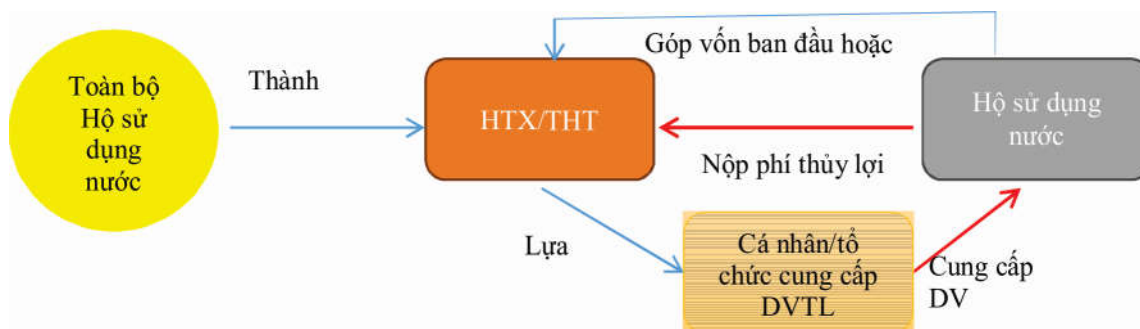 Toàn bộ
Hộ sử
dụng
nước
Thành
HTX/THT
Góp vốn ban đầu hoặc
Nộp phí thủy lợi
Hộ sử dụng
nước
Lựa
Cá nhân/tổ
chức cung cấp
DVTL
Cung cấp
DV